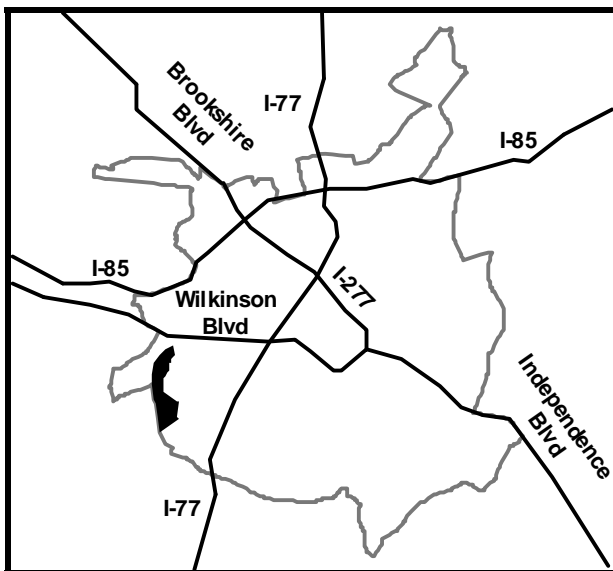 Brookshire
Blvd
I-77
I-85
I-85
Wilkinson
Blvd
I-277
Independence
Blvd
I-77